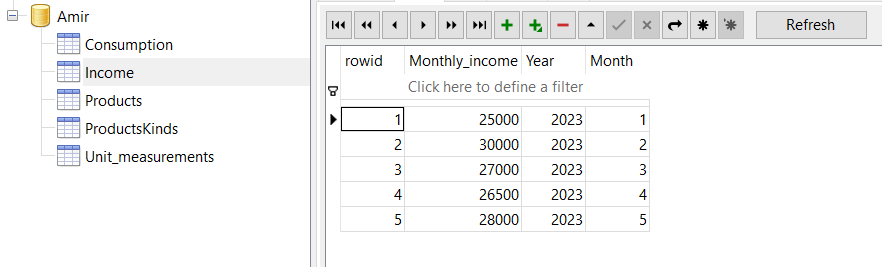 Amir
Consumption
Income
Products
ProductsKinds
Unit_measurements
Refresh
rowid Monthly_income Year Month
Click here to define a filter
1 25000 2023 1
2 30000 2023 2
3 27000 2023 3
4 26500 2023 4
5 28000 2023 5